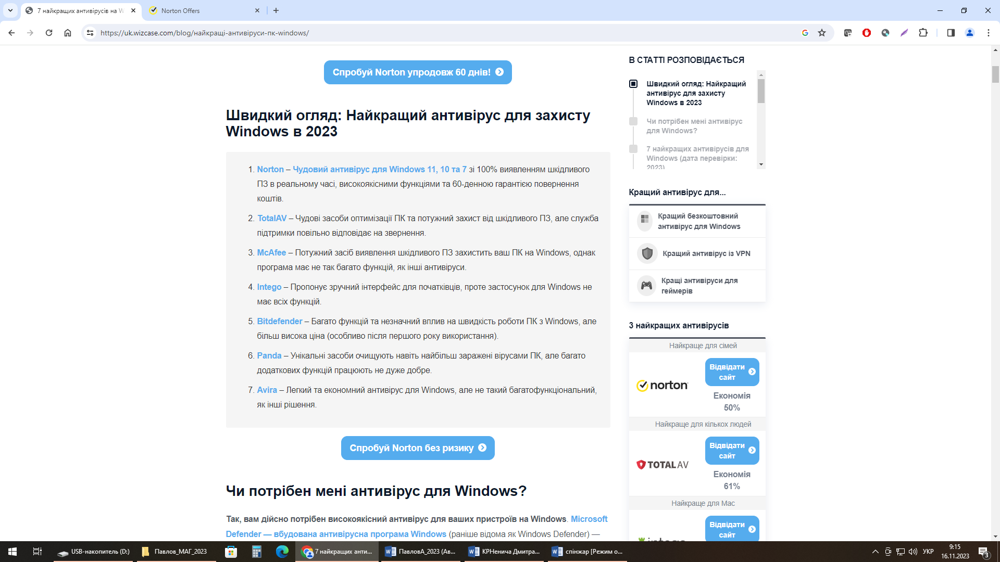 7 найкращих антивірусів на W
Norton Offers
https://uk.wizcase.com/blog/найкращі-антивіруси-пк-windows/
Спробуй Norton упродовж 60 днів!
Швидкий огляд: Найкращий антивірус для захисту
Windows в 2023
1. Norton – Чудовий антивірус для Windows 11, 10 та 7 зі 100% виявленням шкідливого
ПЗ в реальному часі, високоякісними функціями та 60-денною гарантією повернення
коштів.
2. TotalAV – Чудові засоби оптимізації ПК та потужний захист від шкідливого ПЗ, але служба
підтримки повільно відповідає на звернення.
3. McAfee – Потужний засіб виявлення шкідливого ПЗ захистить ваш ПК на Windows, однак
програма має не так багато функцій, як інші антивіруси.
4. Intego – Пропонує зручний інтерфейс для початківців, проте застосунок для Windows не
має всіх функцій.
5. Bitdefender – Багато функцій та незначний вплив на швидкість роботи ПК з Windows, але
більш висока ціна (особливо після першого року використання).
6. Panda – Унікальні засоби очищують навіть найбільш заражені вірусами ПК, але багато
додаткових функцій працюють не дуже добре.
7. Avira – Легкий та економний антивірус для Windows, але не такий багатофункціональний,
як інші рішення.
Спробуй Norton без ризику
Чи потрібен мені антивірус для Windows?
Так, вам дійсно потрібен високоякісний антивірус для ваших пристроїв на Windows. Microsoft
Defender — вбудована антивірусна програма Windows (раніше відома як Windows Defender) —
В СТАТТІ РОЗПОВІДАЄТЬСЯ
Швидкий огляд: Найкращий
антивірус для захисту
Windows в 2023
Чи потрібен мені антивірус
для Windows?
7 найкращих антивірусів для
Windows (дата перевірки:
2023)
Кращий антивірус для...
Кращий безкоштовний
антивірус для Windows
Кращий антивірус із VPN
Кращі антивіруси для
геймерів
3 найкращих антивірусів
Найкраще для сімей
norton
Відвідати
сайт
Економія
50%
Найкраще для кількох людей
TOTALAV
Відвідати
сайт
Економія
61%
Найкраще для Mac
intego
Відвідати
сайт
USB-накопитель (D:)
Павлов_МАГ_2023
7 найкращих анти...
ПавловА_2023 (Ав...
КРНенича Дмитра...
спінжар [Режим о...
УКР
9:15
16.11.2023
3